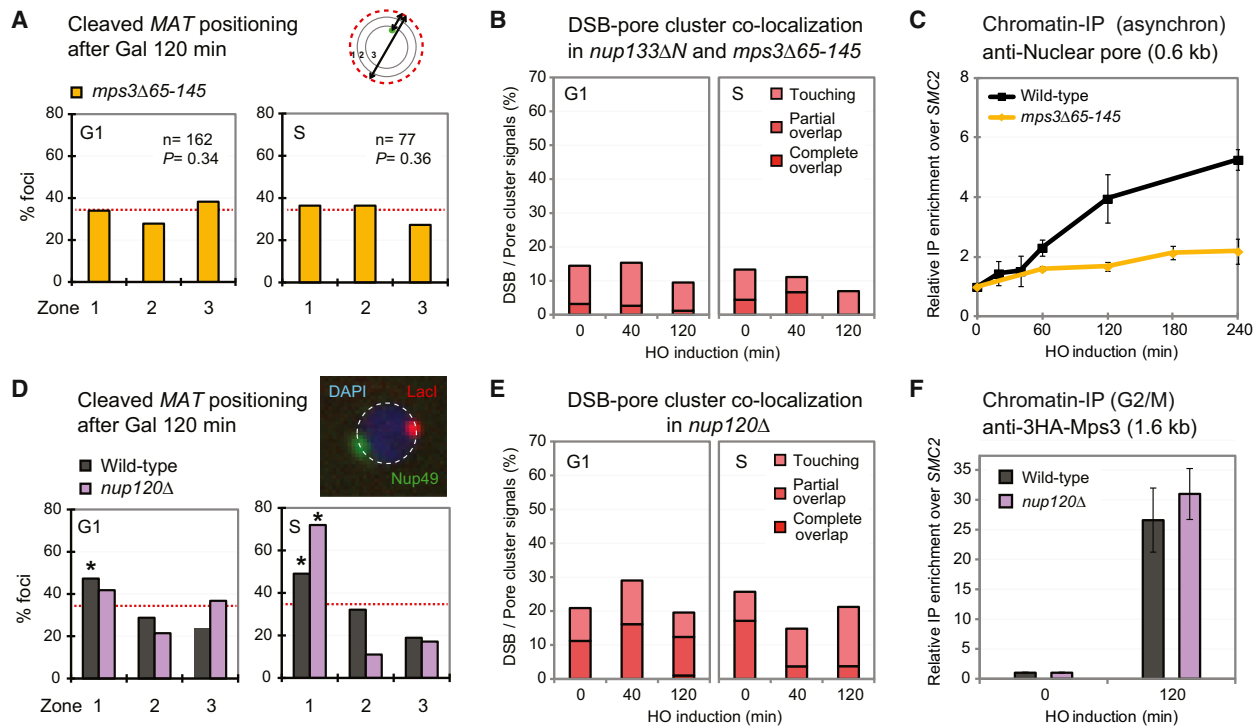 A
Cleaved MAT positioning
after Gal 120 min
1 2 3
mps3Δ65-145
G1
n= 162
P= 0.34
S
n= 77
P= 0.36
% foci
80
60
40
20
0
Zone 1 2 3 1 2 3
B
DSB-pore cluster co-localization
in nup133ΔN and mps3Δ65-145
DSB / Pore cluster signals (%)
70
60
50
40
30
20
10
0
G1
S
Touching
Partial
overlap
Complete
overlap
0 40 120 0 40 120
HO induction (min)
C
Chromatin-IP (asynchron)
anti-Nuclear pore (0.6 kb)
Relative IP enrichment over SMC2
8
6
4
2
0
Wild-type
mps3Δ65-145
0 60 120 180 240
HO induction (min)
D
Cleaved MAT positioning
after Gal 120 min
DAPI
LacI
Nup49
Wild-type
nup120Δ
G1
S
*
*
*
% foci
80
60
40
20
0
Zone 1 2 3 1 2 3
E
DSB-pore cluster co-localization
in nup120Δ
DSB / Pore cluster signals (%)
70
60
50
40
30
20
10
0
G1
S
Touching
Partial
overlap
Complete
overlap
0 40 120 0 40 120
HO induction (min)
F
Chromatin-IP (G2/M)
anti-3HA-Mps3 (1.6 kb)
Relative IP enrichment over SMC2
35
30
25
20
15
10
5
0
Wild-type
nup120Δ
0 120
HO induction (min)